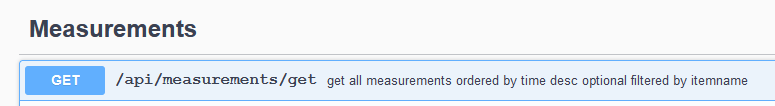 Measurements
GET /api/measurements/get get all measurements ordered by time desc optional filtered by itemname